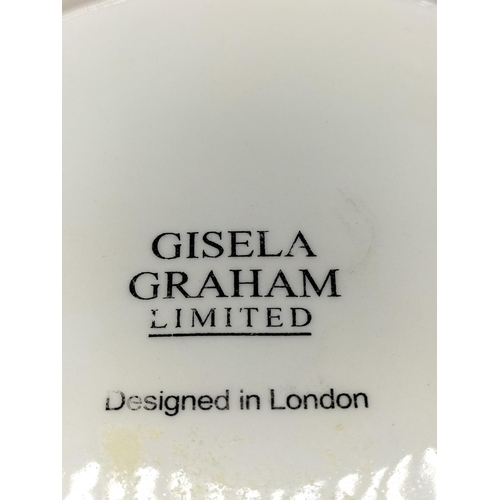 GISELA
GRAHAM
LIMITED
Designed in London